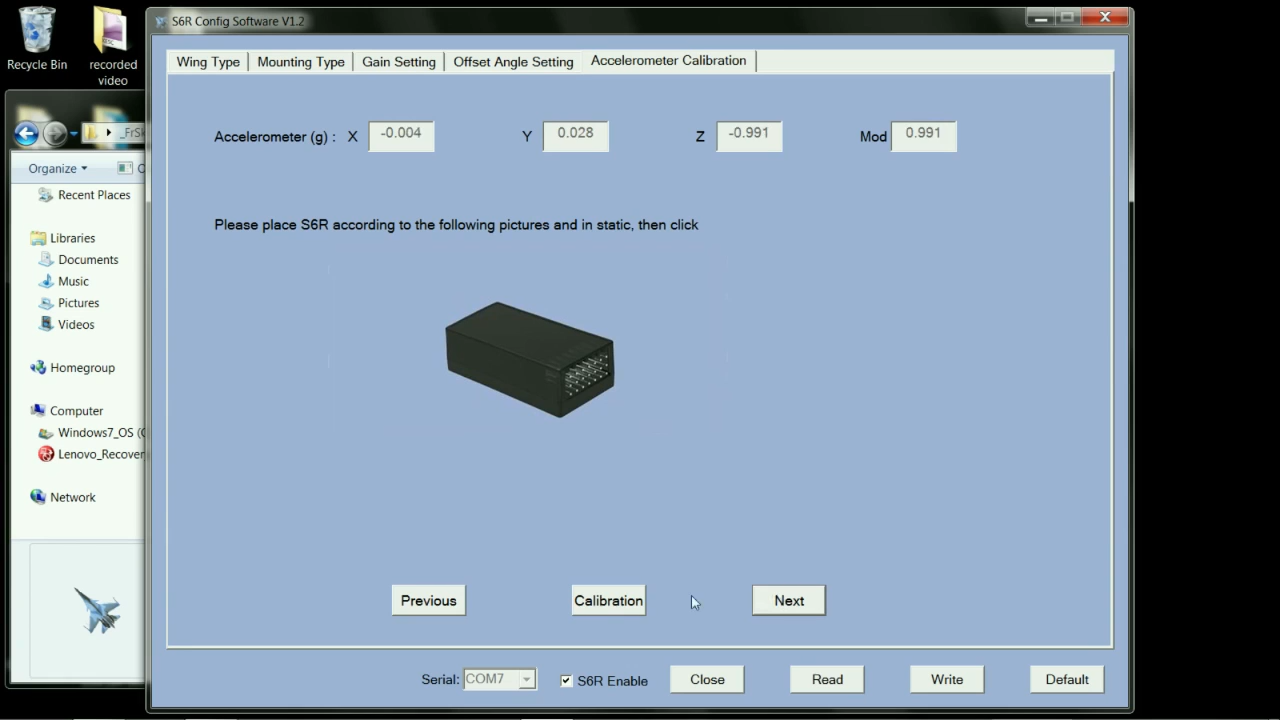 S6R Config Software V1.2
Recycle Bin
recorded
video
Wing Type
Mounting Type
Gain Setting
Offset Angle Setting
Accelerometer Calibration
Accelerometer (g) : X -0.004 Y 0.028 Z -0.991 Mod 0.991
Organize
Recent Places
Libraries
Documents
Music
Pictures
Videos
Homegroup
Computer
Windows7_OS (
Network
Please place S6R according to the following pictures and in static, then click
Previous
Calibration
Next
Serial: COM7
S6R Enable
Close
Read
Write
Default